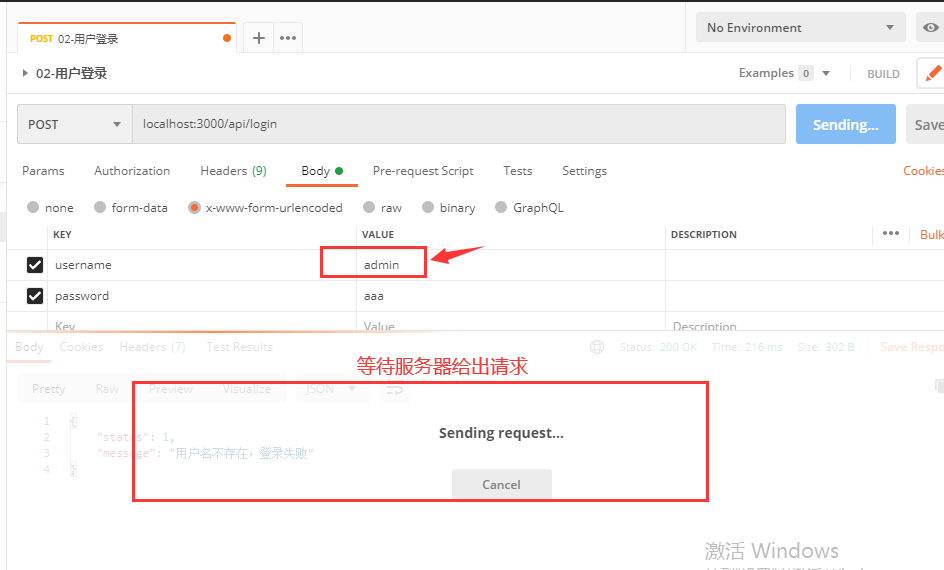 POST 02-用户登录
No Environment
02-用户登录
Examples 0
BUILD
POST
localhost:3000/api/login
Sending...
Save
Params Authorization Headers (9) Body Pre-request Script Tests Settings
Cookies
none form-data x-www-form-urlencoded raw binary GraphQL
KEY VALUE DESCRIPTION
Bulk
username admin
password aaa
Key Value Description
Body Cookies Headers (7) Test Results
Status: 200 OK Time: 216 ms Size: 302 B Save Respo
等待服务器给出请求
Pretty Raw Preview Visualize JSON
1 {
2 "status": 1,
3 "message": "用户名不存在，登录失败"
4 }
Sending request...
Cancel
激活 Windows